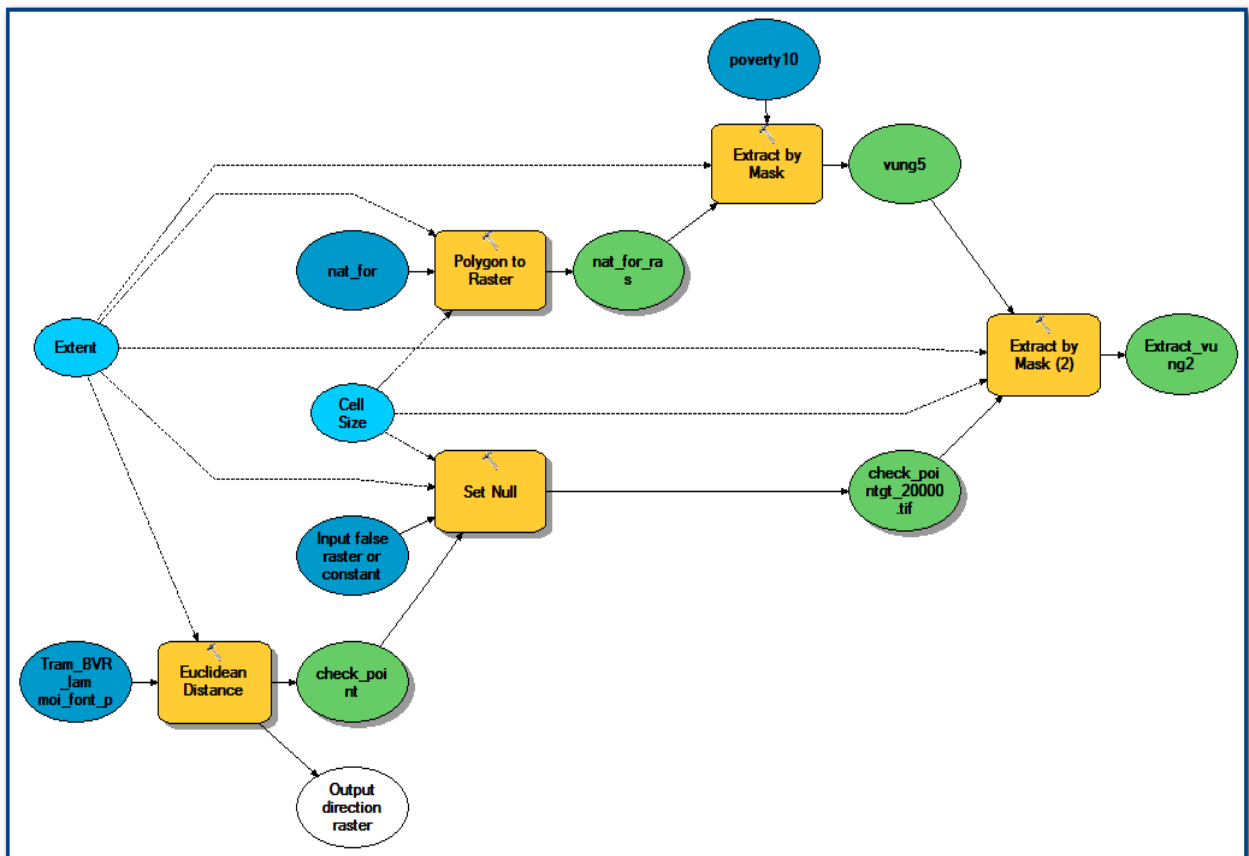 poverty10
Extract by
Mask
vung5
nat_for
Polygon to
Raster
nat_for_ra
s
Extent
Extract by
Mask (2)
Extract_vu
ng2
Cell
Size
Set Null
check_poi
ntgt_20000
.tif
Input false
raster or
constant
Tram_BVR
_lam
moi_font_p
Euclidean
Distance
check_poi
nt
Output
direction
raster